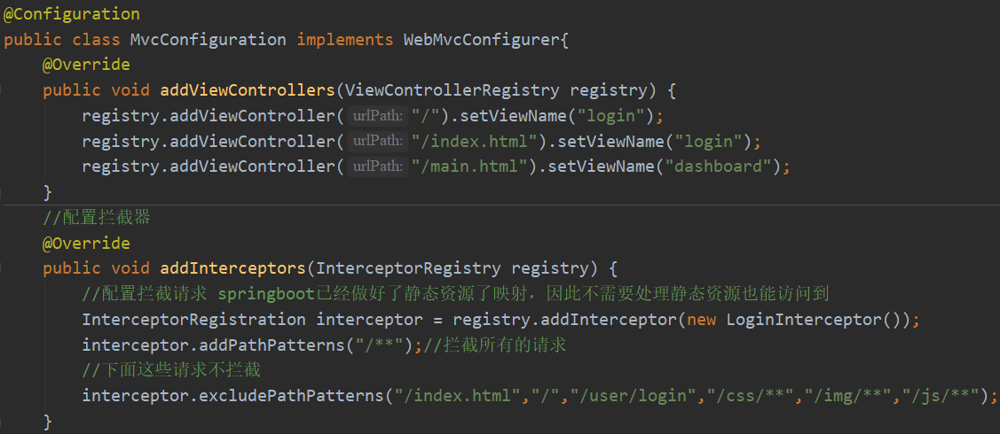 @Configuration
public class MvcConfiguration implements WebMvcConfigurer{
@Override
public void addViewControllers(ViewControllerRegistry registry) {
registry.addViewController( urlPath: "/").setViewName("login");
registry.addViewController( urlPath: "/index.html").setViewName("login");
registry.addViewController( urlPath: "/main.html").setViewName("dashboard");
}
//配置拦截器
@Override
public void addInterceptors(InterceptorRegistry registry) {
//配置拦截请求 springboot已经做好了静态资源了映射，因此不需要处理静态资源也能访问到
InterceptorRegistration interceptor = registry.addInterceptor(new LoginInterceptor());
interceptor.addPathPatterns("/**");//拦截所有的请求
//下面这些请求不拦截
interceptor.excludePathPatterns("/index.html","/","/user/login","/css/**","/img/**","/js/**");
}